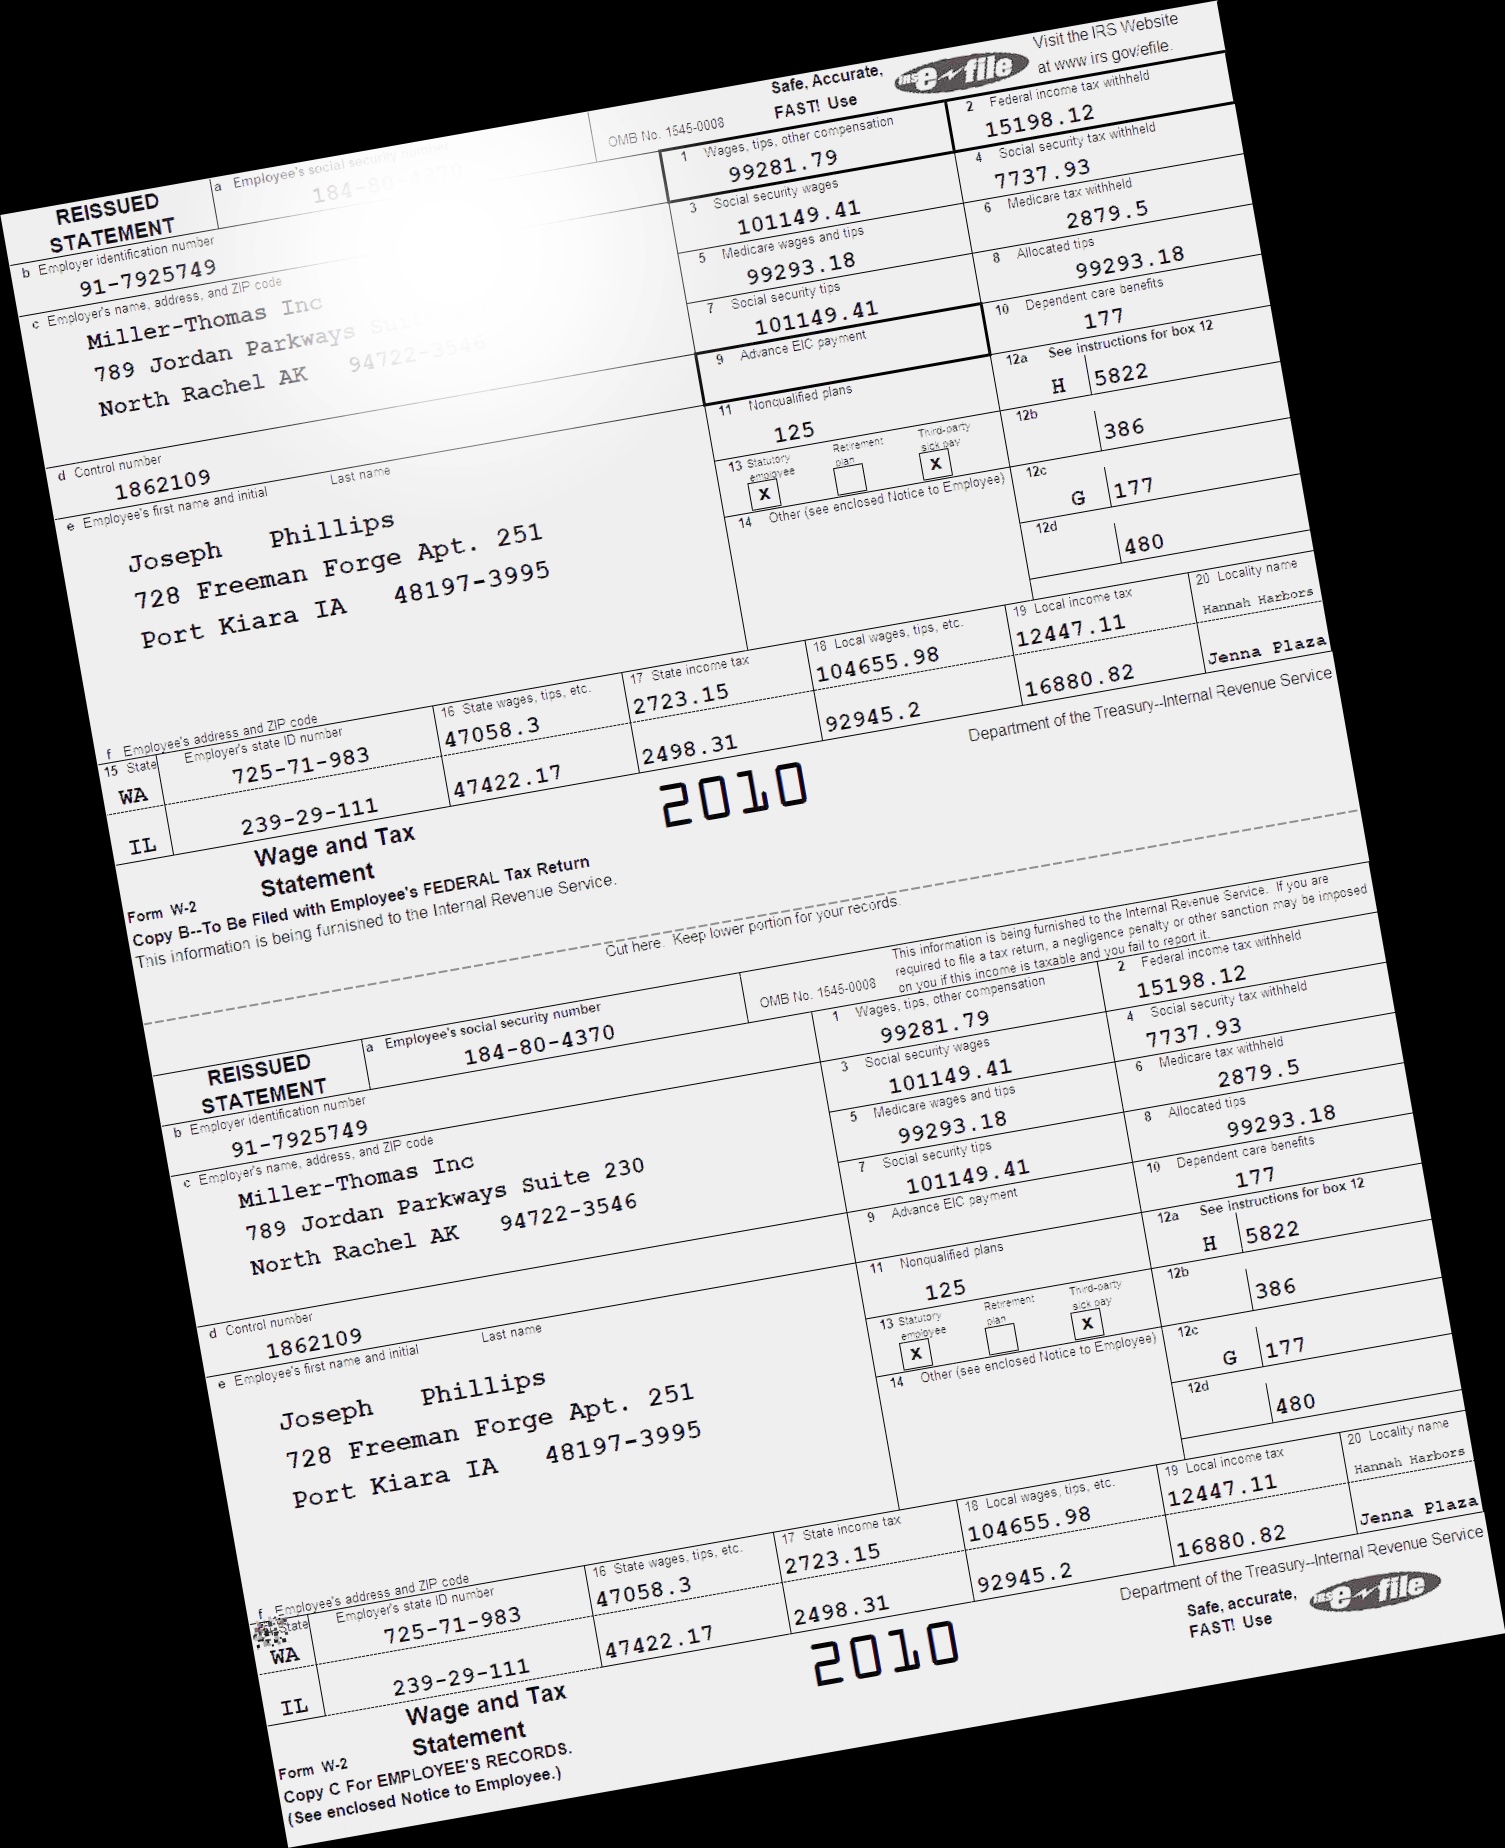 Safe, Accurate, FAST! Use IRS e-file Visit the IRS Website at www irs gov/efile.
REISSUED STATEMENT
a Employee's social security number
184-80-4370
OMB No. 1545-0008
1 Wages, tips, other compensation
99281.79
2 Federal income tax withheld
15198.12
b Employer identification number
91-7925749
3 Social security wages
101149.41
4 Social security tax withheld
7737.93
c Employer's name, address, and ZIP code
Miller-Thomas Inc
789 Jordan Parkways
North Rachel AK 94722-3546
5 Medicare wages and tips
99293.18
6 Medicare tax withheld
2879.5
7 Social security tips
101149.41
8 Allocated tips
99293.18
9 Advance EIC payment
10 Dependent care benefits
177
d Control number
1862109
11 Nonqualified plans
125
12a See instructions for box 12
H 5822
12b
386
e Employee's first name and initial Last name
Joseph Phillips
728 Freeman Forge Apt. 251
Port Kiara IA 48197-3995
13 Statutory employee X
Retirement plan
Third-party sick pay X
12c
G 177
14 Other (see enclosed Notice to Employee)
12d
480
f Employee's address and ZIP code
15 State Employer's state ID number
16 State wages, tips, etc.
17 State income tax
18 Local wages, tips, etc.
19 Local income tax
20 Locality name
WA 725-71-983 47058.3 2723.15 104655.98 12447.11 Hannah Harbors
IL 239-29-111 47422.17 2498.31 92945.2 16880.82 Jenna Plaza
Form W-2 Wage and Tax Statement
2010
Department of the Treasury--Internal Revenue Service
Copy B--To Be Filed with Employee's FEDERAL Tax Return
This information is being furnished to the Internal Revenue Service.
Cut here. Keep lower portion for your records.
This information is being furnished to the Internal Revenue Service. If you are
required to file a tax return, a negligence penalty or other sanction may be imposed
on you if this income is taxable and you fail to report it.
REISSUED STATEMENT
a Employee's social security number
184-80-4370
OMB No. 1545-0008
1 Wages, tips, other compensation
99281.79
2 Federal income tax withheld
15198.12
b Employer identification number
91-7925749
3 Social security wages
101149.41
4 Social security tax withheld
7737.93
c Employer's name, address, and ZIP code
Miller-Thomas Inc
789 Jordan Parkways Suite 230
North Rachel AK 94722-3546
5 Medicare wages and tips
99293.18
6 Medicare tax withheld
2879.5
7 Social security tips
101149.41
8 Allocated tips
99293.18
9 Advance EIC payment
10 Dependent care benefits
177
d Control number
1862109
11 Nonqualified plans
125
12a See instructions for box 12
H 5822
12b
386
e Employee's first name and initial Last name
Joseph Phillips
728 Freeman Forge Apt. 251
Port Kiara IA 48197-3995
13 Statutory employee X
Retirement plan
Third-party sick pay X
12c
G 177
14 Other (see enclosed Notice to Employee)
12d
480
f Employee's address and ZIP code
State Employer's state ID number
16 State wages, tips, etc.
17 State income tax
18 Local wages, tips, etc.
19 Local income tax
20 Locality name
WA 725-71-983 47058.3 2723.15 104655.98 12447.11 Hannah Harbors
IL 239-29-111 47422.17 2498.31 92945.2 16880.82 Jenna Plaza
Form W-2 Wage and Tax Statement
2010
Department of the Treasury--Internal Revenue Service
Safe, accurate, FAST! Use IRS e-file
Copy C For EMPLOYEE'S RECORDS.
(See enclosed Notice to Employee.)